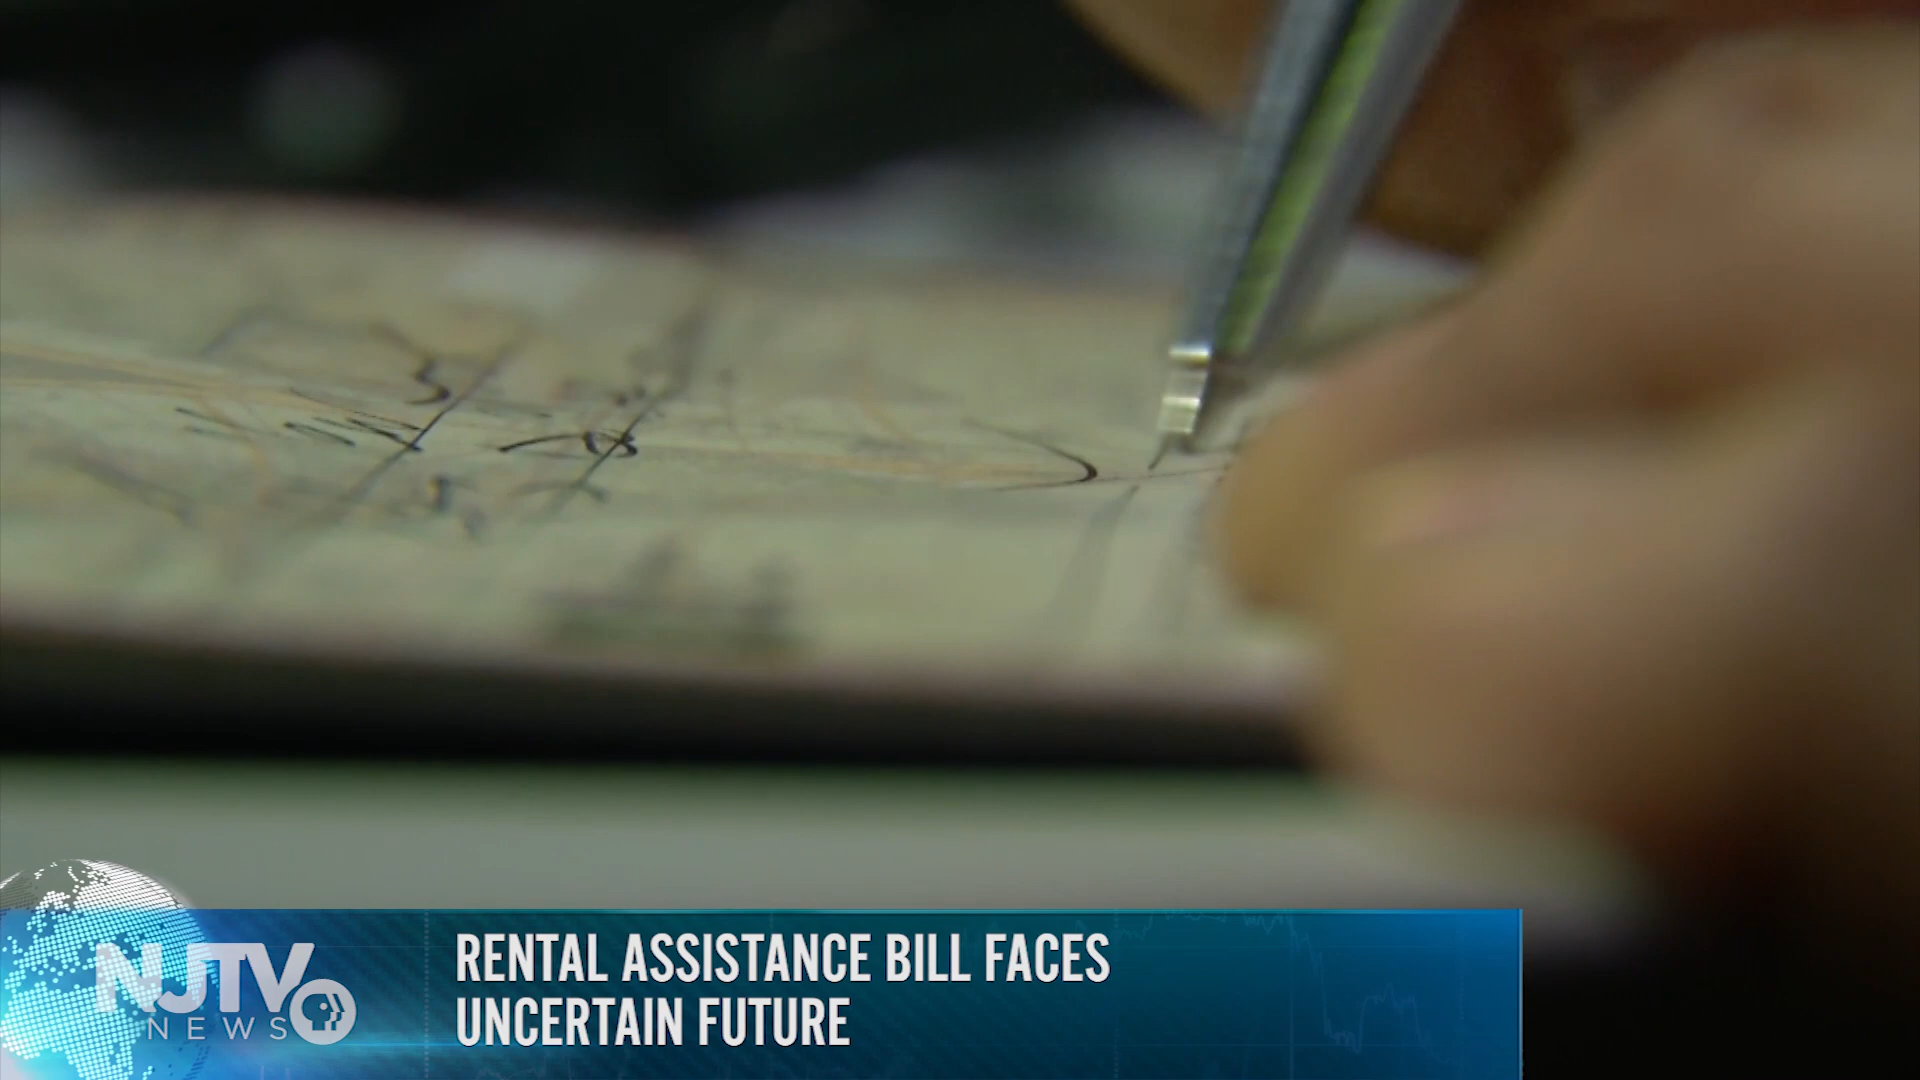 RENTAL ASSISTANCE BILL FACES
UNCERTAIN FUTURE
NJTV
NEWS